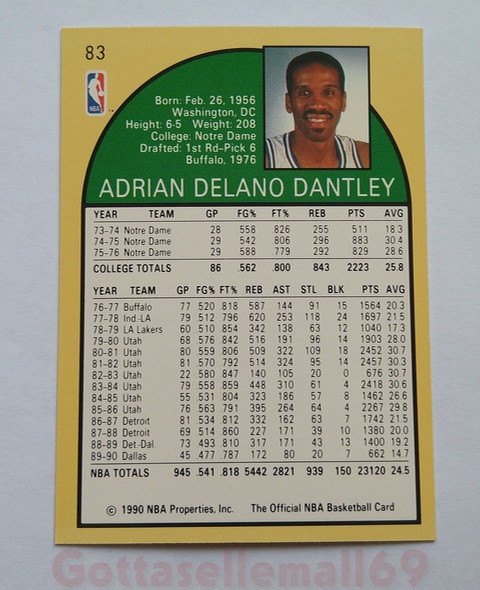 83
NBA
Born: Feb. 26, 1956
Washington, DC
Height: 6-5 Weight: 208
College: Notre Dame
Drafted: 1st Rd-Pick 6
Buffalo, 1976
ADRIAN DELANO DANTLEY
YEAR TEAM GP FG% FT% REB PTS AVG
73-74 Notre Dame 28 558 826 255 511 18.3
74-75 Notre Dame 29 542 806 296 883 30.4
75-76 Notre Dame 29 588 779 292 829 28.6
COLLEGE TOTALS 86 .562 .800 843 2223 25.8
YEAR TEAM GP FG% FT% REB AST STL BLK PTS AVG
76-77 Buffalo 77 520 818 587 144 91 15 1564 20.3
77-78 Ind.-LA 79 512 796 620 253 118 24 1697 21.5
78-79 LA Lakers 60 510 854 342 138 63 12 1040 17.3
79-80 Utah 68 576 842 516 191 96 14 1903 28.0
80-81 Utah 80 559 806 509 322 109 18 2452 30.7
81-82 Utah 81 570 792 514 324 95 14 2457 30.3
82-83 Utah 22 580 847 140 105 20 0 676 30.7
83-84 Utah 79 558 859 448 310 61 4 2418 30.6
84-85 Utah 55 531 804 323 186 57 8 1462 26.6
85-86 Utah 76 563 791 395 264 64 4 2267 29.8
86-87 Detroit 81 534 812 332 162 63 7 1742 21.5
87-88 Detroit 69 514 860 227 171 39 10 1380 20.0
88-89 Det.-Dal. 73 493 810 317 171 43 13 1400 19.2
89-90 Dallas 45 477 787 172 80 20 7 662 14.7
NBA TOTALS 945 .541 .818 5442 2821 939 150 23120 24.5
© 1990 NBA Properties, Inc. The Official NBA Basketball Card
Gottasellemall69